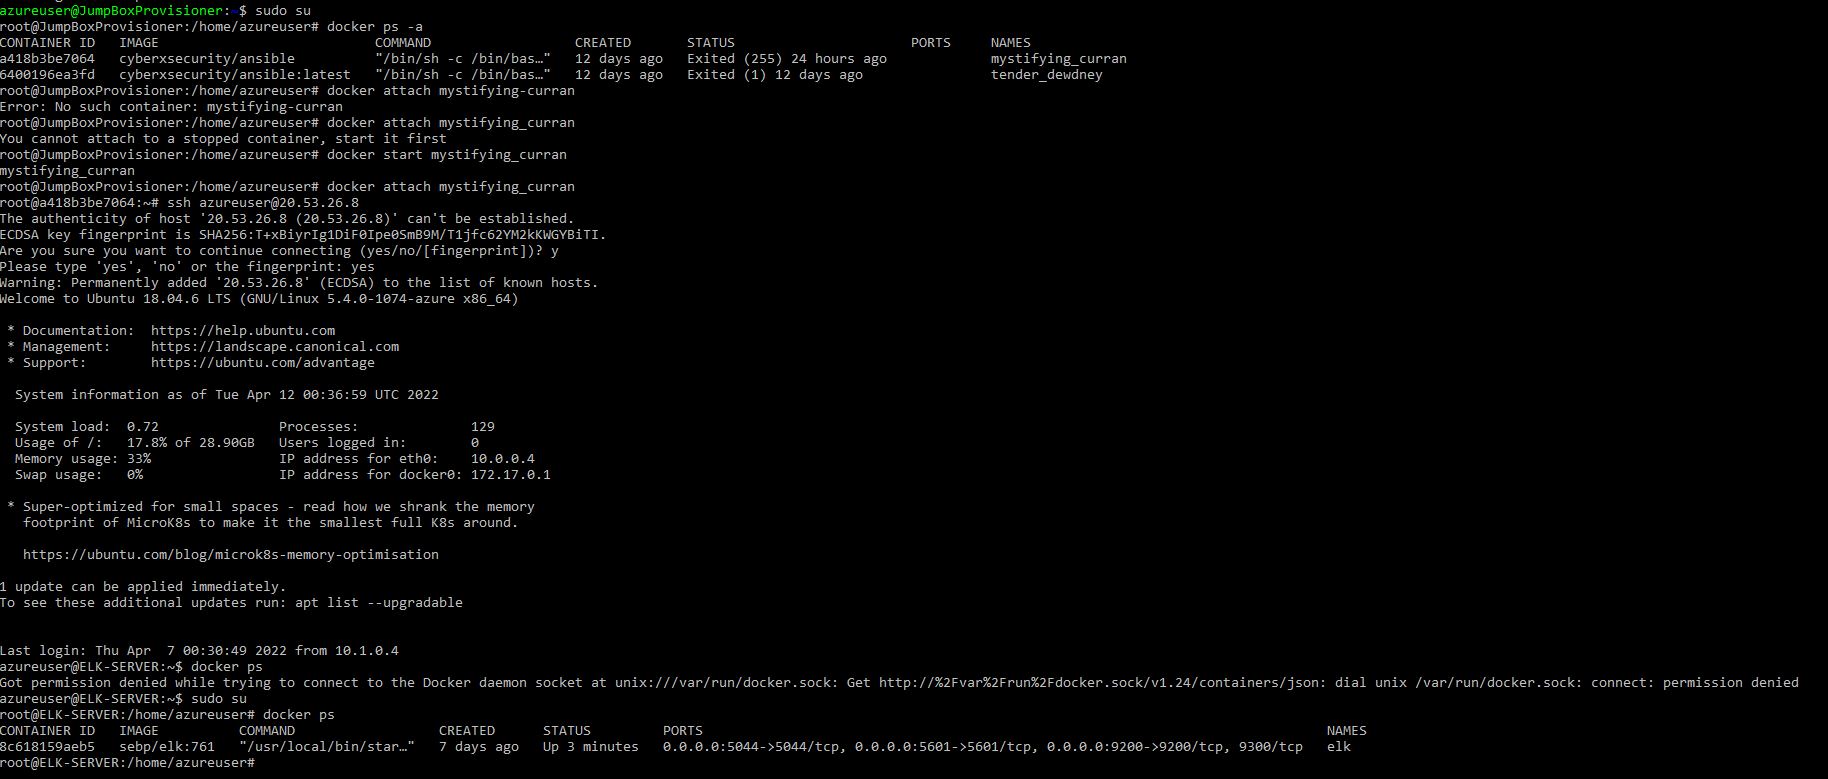 azureuser@JumpBoxProvisioner:~$ sudo su
root@JumpBoxProvisioner:/home/azureuser# docker ps -a
CONTAINER ID   IMAGE                           COMMAND                  CREATED       STATUS                      PORTS     NAMES
a418b3be7064   cyberxsecurity/ansible          "/bin/sh -c /bin/bas…"   12 days ago   Exited (255) 24 hours ago             mystifying_curran
6400196ea3fd   cyberxsecurity/ansible:latest   "/bin/sh -c /bin/bas…"   12 days ago   Exited (1) 12 days ago                tender_dewdney
root@JumpBoxProvisioner:/home/azureuser# docker attach mystifying-curran
Error: No such container: mystifying-curran
root@JumpBoxProvisioner:/home/azureuser# docker attach mystifying_curran
You cannot attach to a stopped container, start it first
root@JumpBoxProvisioner:/home/azureuser# docker start mystifying_curran
mystifying_curran
root@JumpBoxProvisioner:/home/azureuser# docker attach mystifying_curran
root@a418b3be7064:~# ssh azureuser@20.53.26.8
The authenticity of host '20.53.26.8 (20.53.26.8)' can't be established.
ECDSA key fingerprint is SHA256:T+xBiyrIg1DiF0Ipe0SmB9M/T1jfc62YM2kKWGYBiTI.
Are you sure you want to continue connecting (yes/no/[fingerprint])? y
Please type 'yes', 'no' or the fingerprint: yes
Warning: Permanently added '20.53.26.8' (ECDSA) to the list of known hosts.
Welcome to Ubuntu 18.04.6 LTS (GNU/Linux 5.4.0-1074-azure x86_64)
 * Documentation:  https://help.ubuntu.com
 * Management:     https://landscape.canonical.com
 * Support:        https://ubuntu.com/advantage
  System information as of Tue Apr 12 00:36:59 UTC 2022
  System load:  0.72               Processes:              129
  Usage of /:   17.8% of 28.90GB   Users logged in:        0
  Memory usage: 33%                IP address for eth0:    10.0.0.4
  Swap usage:   0%                 IP address for docker0: 172.17.0.1
 * Super-optimized for small spaces - read how we shrank the memory
   footprint of MicroK8s to make it the smallest full K8s around.
   https://ubuntu.com/blog/microk8s-memory-optimisation
1 update can be applied immediately.
To see these additional updates run: apt list --upgradable
Last login: Thu Apr  7 00:30:49 2022 from 10.1.0.4
azureuser@ELK-SERVER:~$ docker ps
Got permission denied while trying to connect to the Docker daemon socket at unix:///var/run/docker.sock: Get http://%2Fvar%2Frun%2Fdocker.sock/v1.24/containers/json: dial unix /var/run/docker.sock: connect: permission denied
azureuser@ELK-SERVER:~$ sudo su
root@ELK-SERVER:/home/azureuser# docker ps
CONTAINER ID   IMAGE          COMMAND                  CREATED      STATUS         PORTS                                                                              NAMES
8c618159aeb5   sebp/elk:761   "/usr/local/bin/star…"   7 days ago   Up 3 minutes   0.0.0.0:5044->5044/tcp, 0.0.0.0:5601->5601/tcp, 0.0.0.0:9200->9200/tcp, 9300/tcp   elk
root@ELK-SERVER:/home/azureuser#